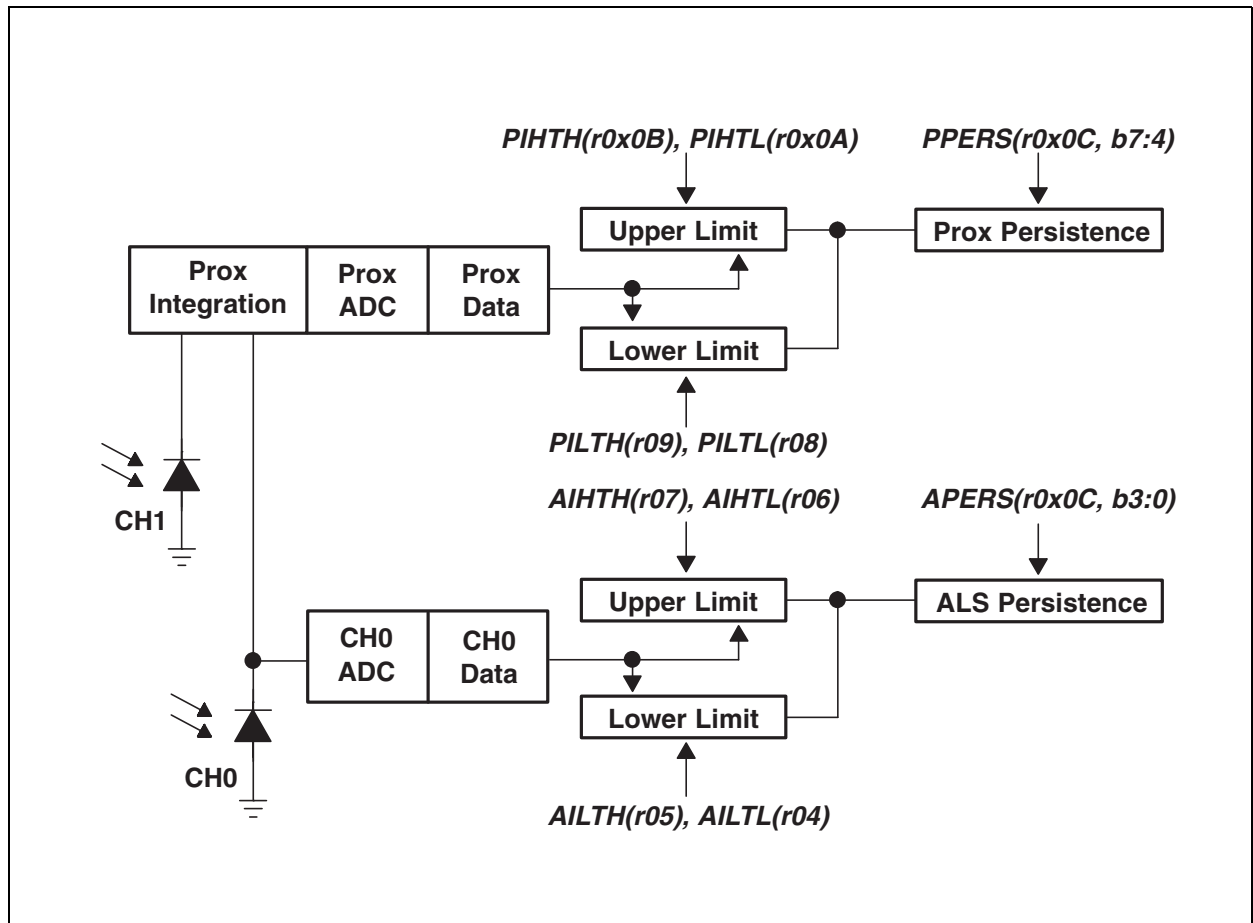 PIHTH(r0x0B), PIHTL(r0x0A)
PPERS(r0x0C, b7:4)
Upper Limit
Prox Persistence
Prox
Integration
Prox
ADC
Prox
Data
Lower Limit
PILTH(r09), PILTL(r08)
CH1
AIHTH(r07), AIHTL(r06)
APERS(r0x0C, b3:0)
Upper Limit
ALS Persistence
CH0
ADC
CH0
Data
Lower Limit
CH0
AILTH(r05), AILTL(r04)